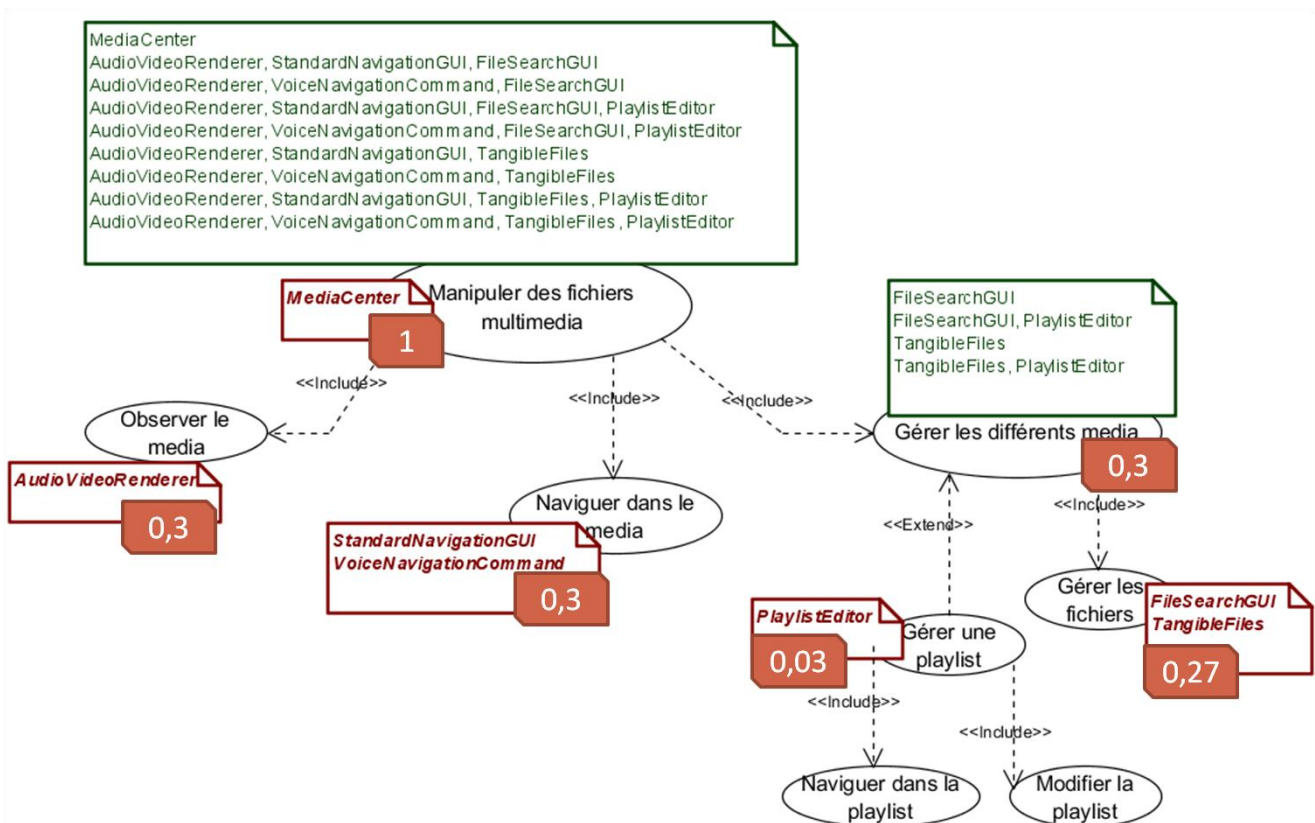 MediaCenter
AudioVideoRenderer, StandardNavigationGUI, FileSearchGUI
AudioVideoRenderer, VoiceNavigationCommand, FileSearchGUI
AudioVideoRenderer, StandardNavigationGUI, FileSearchGUI, PlaylistEditor
AudioVideoRenderer, VoiceNavigationCommand, FileSearchGUI, PlaylistEditor
AudioVideoRenderer, StandardNavigationGUI, TangibleFiles
AudioVideoRenderer, VoiceNavigationCommand, TangibleFiles
AudioVideoRenderer, StandardNavigationGUI, TangibleFiles, PlaylistEditor
AudioVideoRenderer, VoiceNavigationCommand, TangibleFiles, PlaylistEditor
MediaCenter
1
Manipuler des fichiers
multimedia
FileSearchGUI
FileSearchGUI, PlaylistEditor
TangibleFiles
TangibleFiles, PlaylistEditor
<<Include>>
<<Include>>
<<Include>>
Observer le
media
AudioVideoRenderer
0,3
Naviguer dans le
media
StandardNavigationGUI
VoiceNavigationCommand
0,3
Gérer les différents media
0,3
<<Extend>>
<<Include>>
Gérer les
fichiers
FileSearchGUI
TangibleFiles
0,27
PlaylistEditor
0,03
Gérer une
playlist
<<Include>>
<<Include>>
Naviguer dans la
playlist
Modifier la
playlist